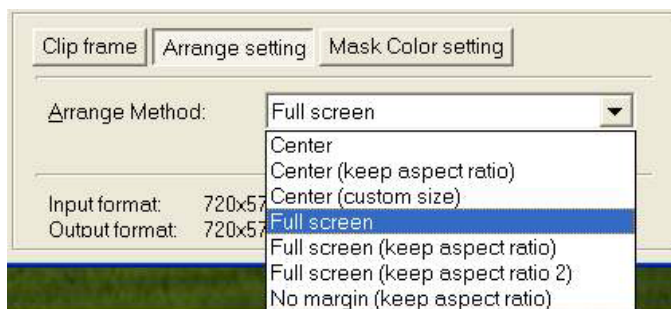 Clip frame Arrange setting Mask Color setting
Arrange Method: Full screen
Center
Center (keep aspect ratio)
Center (custom size)
Full screen
Full screen (keep aspect ratio)
Full screen (keep aspect ratio 2)
No margin (keep aspect ratio)
Input format: 720x57
Output format: 720x57